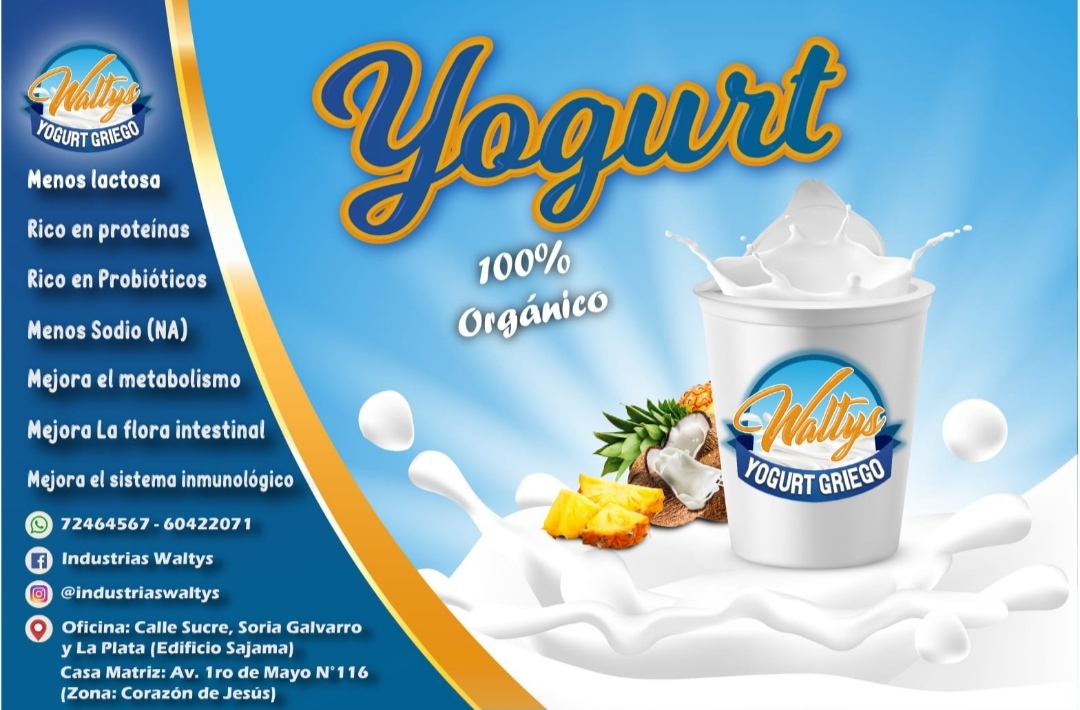 Waltys
YOGURT GRIEGO
Menos lactosa
Rico en proteínas
Rico en Probióticos
Menos Sodio (NA)
Mejora el metabolismo
Mejora La flora intestinal
Mejora el sistema inmunológico
72464567 - 60422071
Industrias Waltys
@industriaswaltys
Oficina: Calle Sucre, Soria Galvarro
y La Plata (Edificio Sajama)
Casa Matriz: Av. 1ro de Mayo N°116
(Zona: Corazón de Jesús)
Yogurt
100%
Orgánico
Waltys
YOGURT GRIEGO